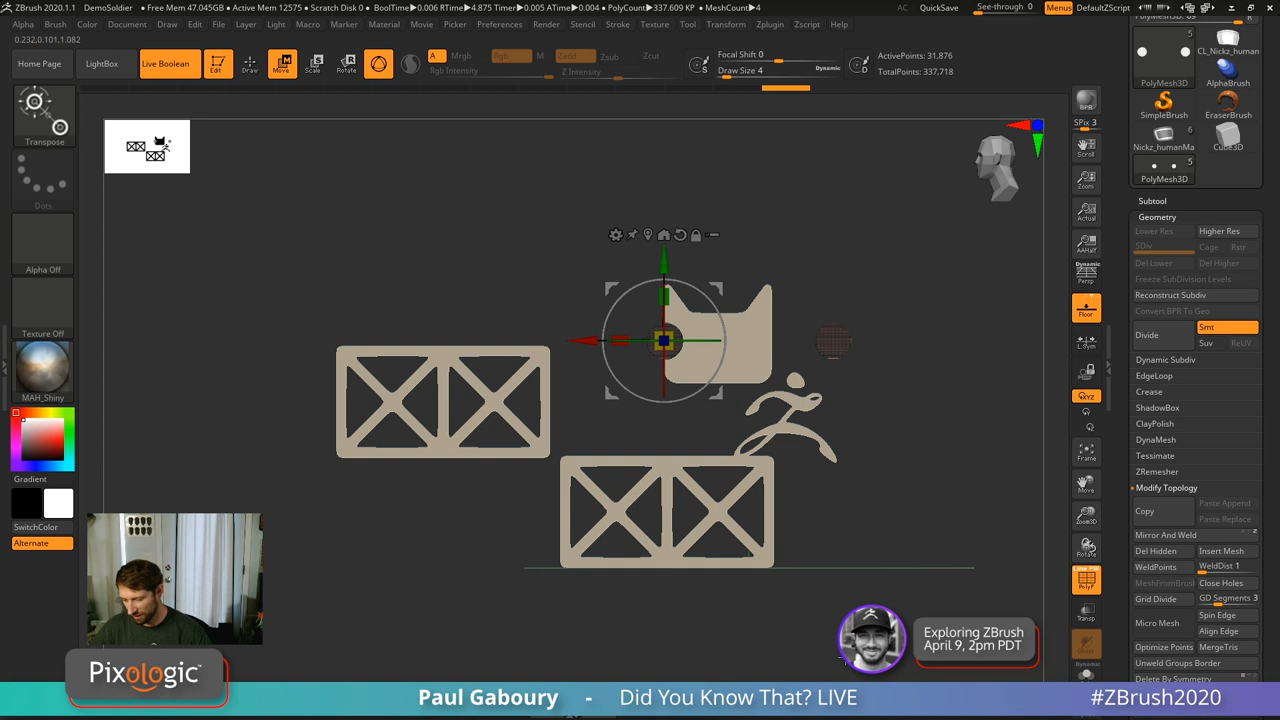 ZBrush 2020.1.1 DemoSoldier • Free Mem 47.045GB • Active Mem 12575 • Scratch Disk 0 • BoolTime▸0.006 RTime▸4.875 ATime▸0.004 • PolyCount▸337.609 KP • MeshCount▸4 AC QuickSave See-through 0 Menus DefaultZScript
Alpha Brush Color Document Draw Edit File Layer Light Macro Marker Material Movie Picker Preferences Render Stencil Stroke Texture Tool Transform Zplugin Zscript Help
0.232,0.101,1.082
Home Page LightBox Live Boolean Edit Draw Move Scale Rotate A Mrgb Rgb M Zadd Zsub Zcut
Rgb Intensity Z Intensity
Focal Shift 0
Draw Size 4 Dynamic
ActivePoints: 31,876
TotalPoints: 337,718
S
D
Transpose
Dots
Alpha Off
Texture Off
MAH_Shiny
Gradient
SwitchColor
Alternate
BPR
SPix 3
Scroll
Zoom
Actual
AAHalf
Dynamic
Persp
Floor
L.Sym
XYZ
Frame
Move
Zoom3D
Rotate
Line Fill
PolyF
Transp
Ghost
Dynamic
5
PolyMesh3D
CL_Nickz_human
AlphaBrush
SimpleBrush EraserBrush
6
Nickz_humanMa Cube3D
5
PolyMesh3D
Subtool
Geometry
Lower Res Higher Res
SDiv Cage Rstr
Del Lower Del Higher
Freeze SubDivision Levels
Reconstruct Subdiv
Convert BPR To Geo
Divide Smt
Suv ReUV
Dynamic Subdiv
EdgeLoop
Crease
ShadowBox
ClayPolish
DynaMesh
Tessimate
ZRemesher
Modify Topology
Copy Paste Append
Paste Replace
Mirror And Weld
Del Hidden Insert Mesh
WeldPoints WeldDist 1
MeshFromBrush Close Holes
Grid Divide GD Segments 3
Micro Mesh Spin Edge
Align Edge
Optimize Points MergeTris
Unweld Groups Border
Delete By Symmetry
Exploring ZBrush
April 9, 2pm PDT
Pixologic™
Paul Gaboury - Did You Know That? LIVE #ZBrush2020